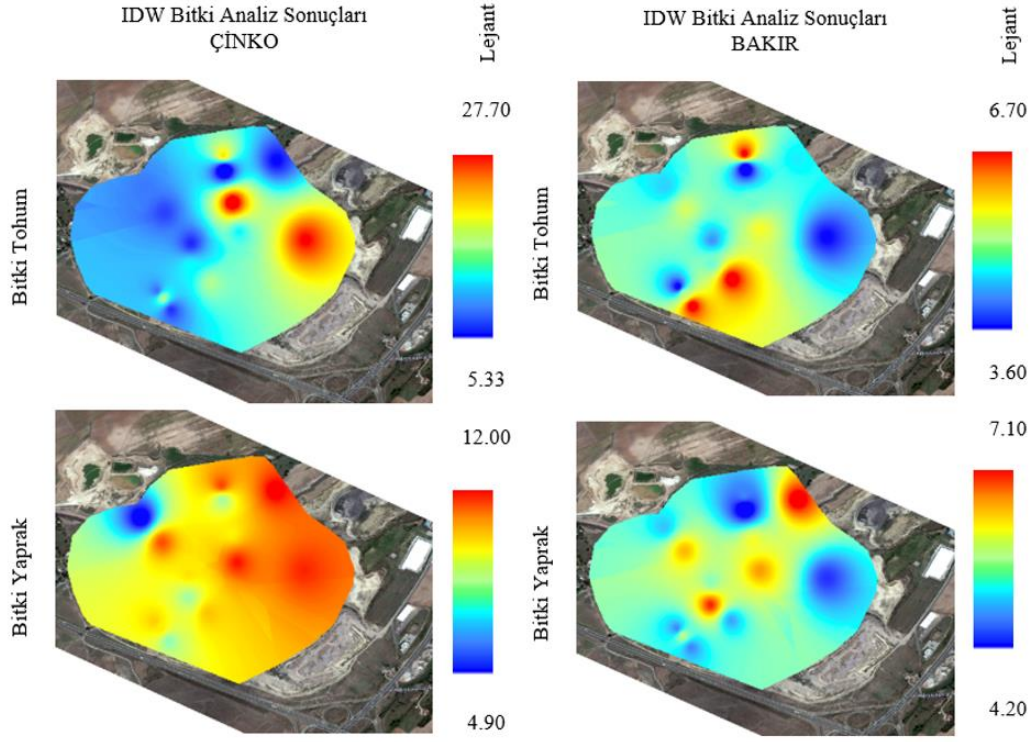 IDW Bitki Analiz Sonuçları
ÇİNKO
Lejant
Bitki Tohum
27.70
5.33
Bitki Yaprak
12.00
4.90
IDW Bitki Analiz Sonuçları
BAKIR
Lejant
Bitki Tohum
6.70
3.60
Bitki Yaprak
7.10
4.20